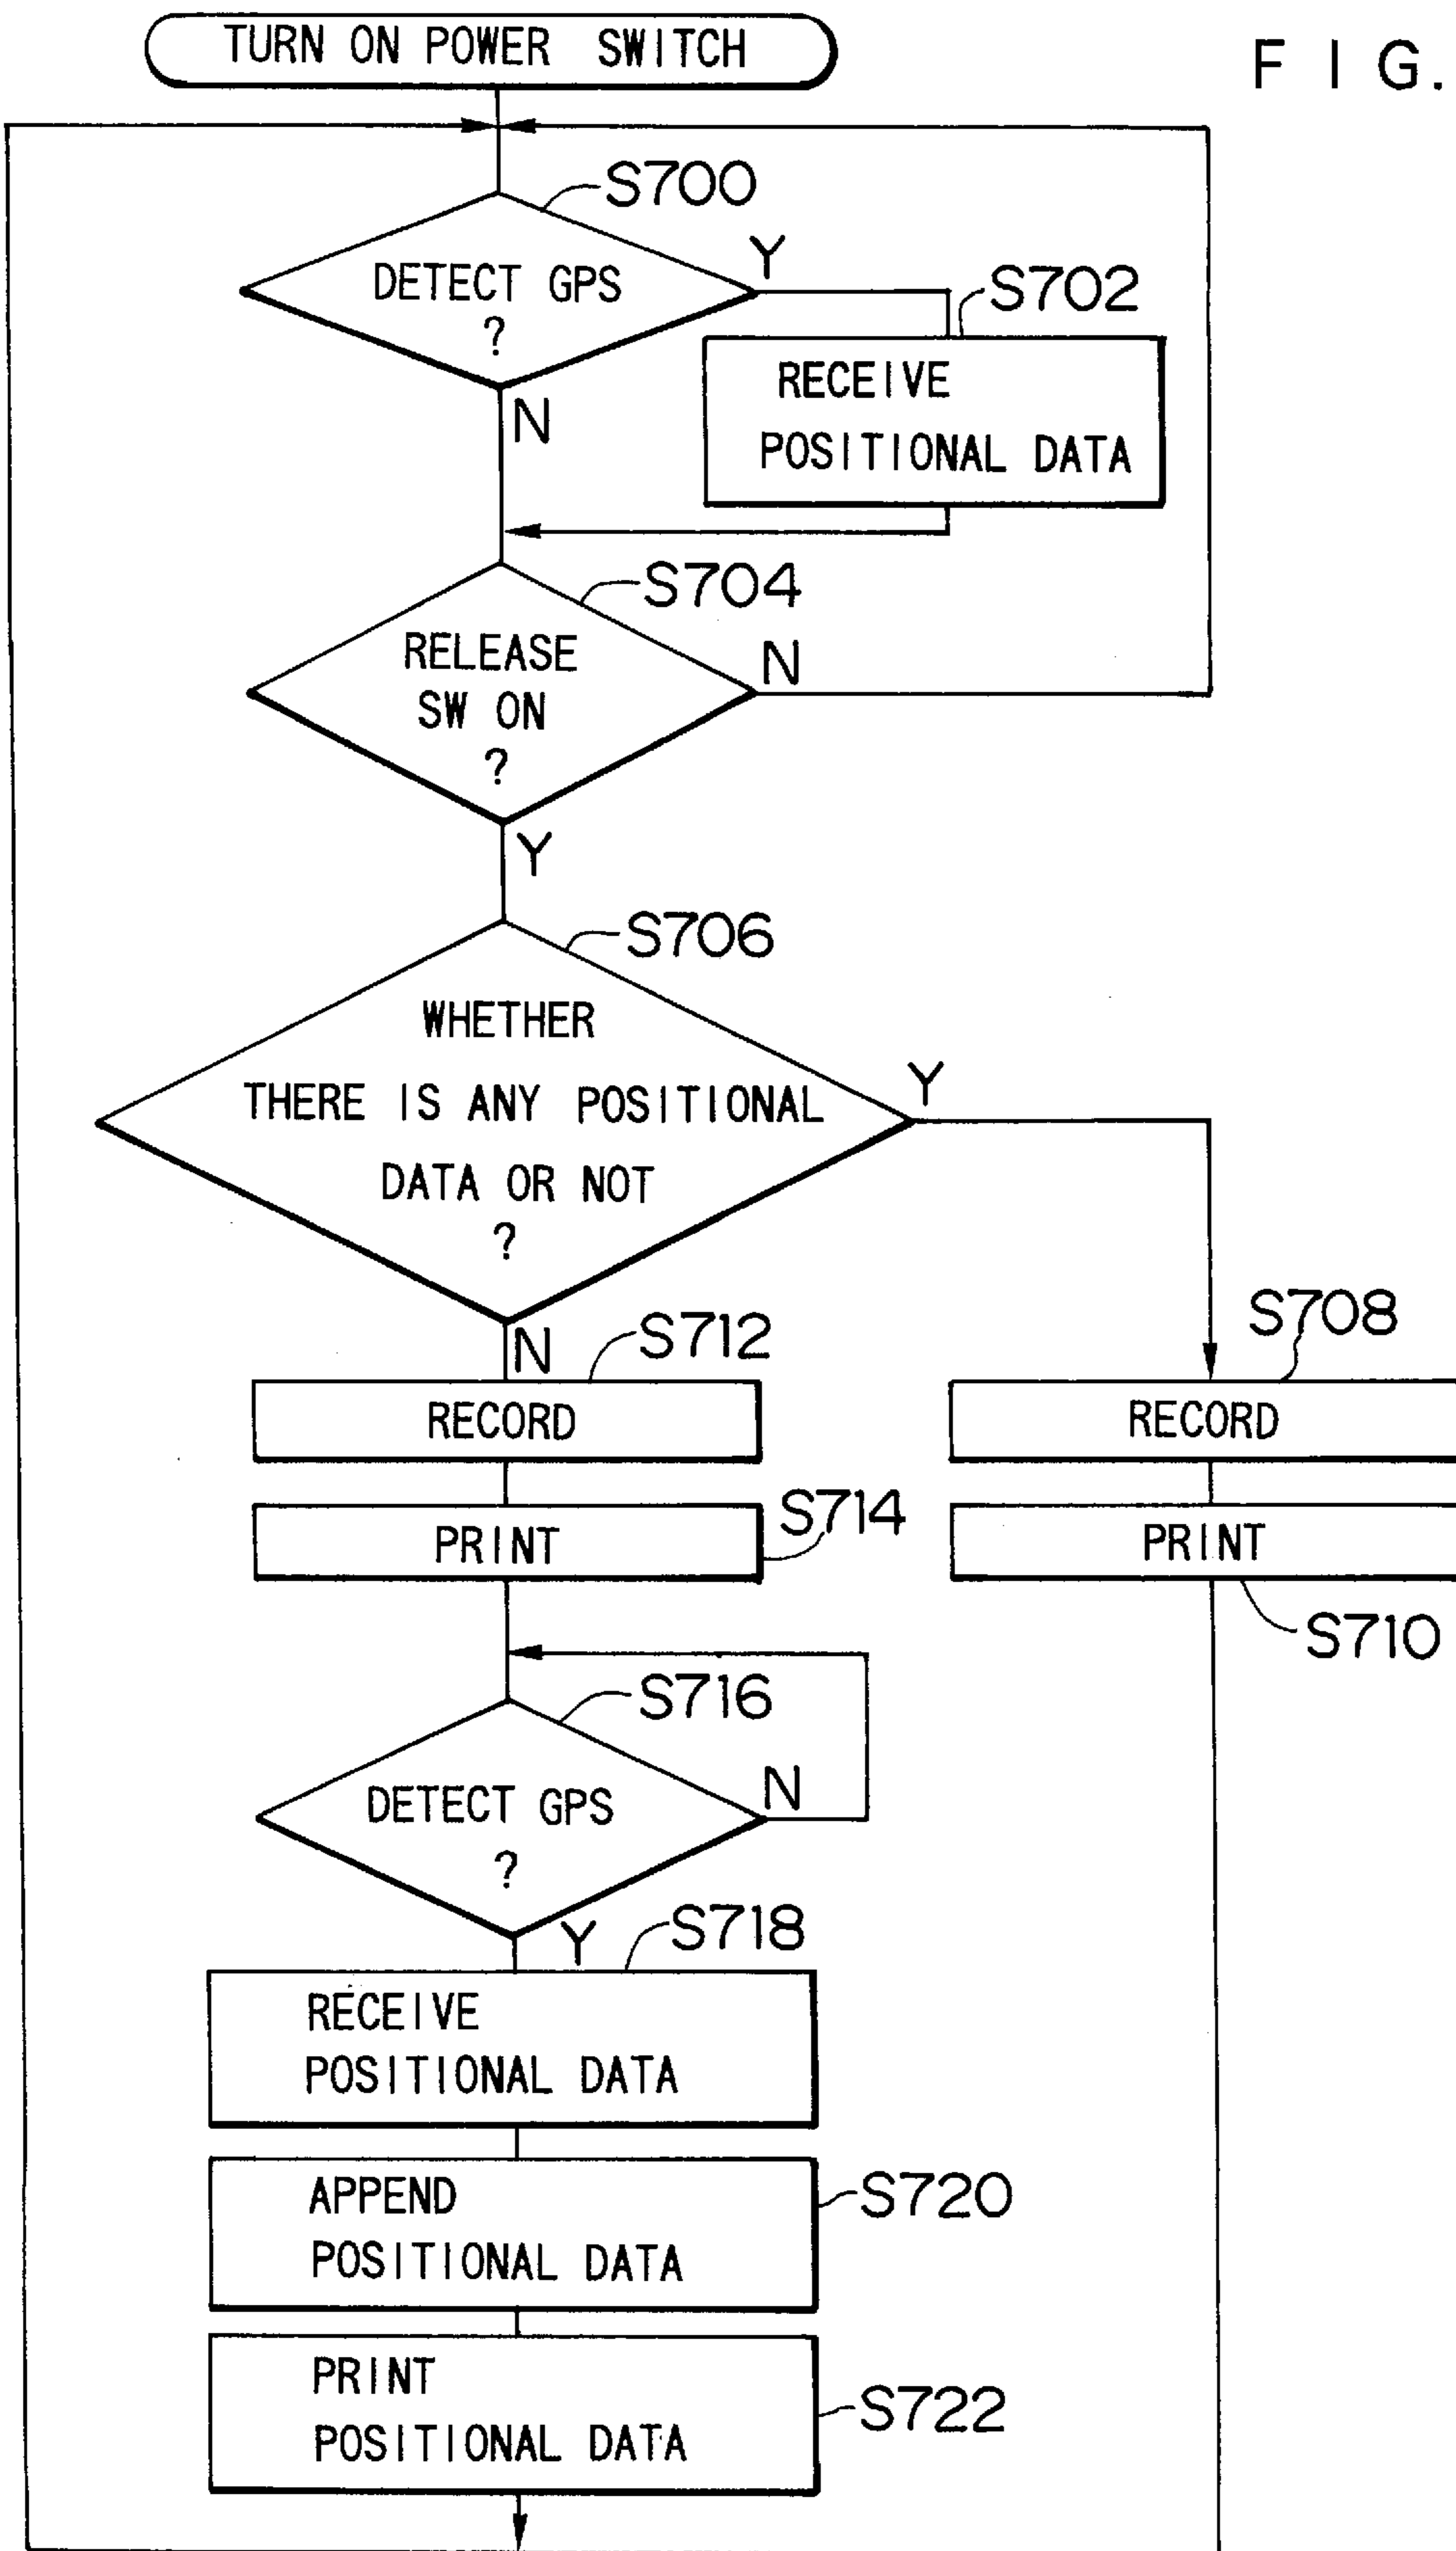 TURN ON POWER SWITCH
FIG.
S700
DETECT GPS
?
Y
N
S702
RECEIVE
POSITIONAL DATA
S704
RELEASE
SW ON
?
N
Y
S706
WHETHER
THERE IS ANY POSITIONAL
DATA OR NOT
?
Y
N
S712
RECORD
S708
RECORD
PRINT
S714
PRINT
S710
S716
DETECT GPS
?
N
Y
S718
RECEIVE
POSITIONAL DATA
APPEND
POSITIONAL DATA
S720
PRINT
POSITIONAL DATA
S722